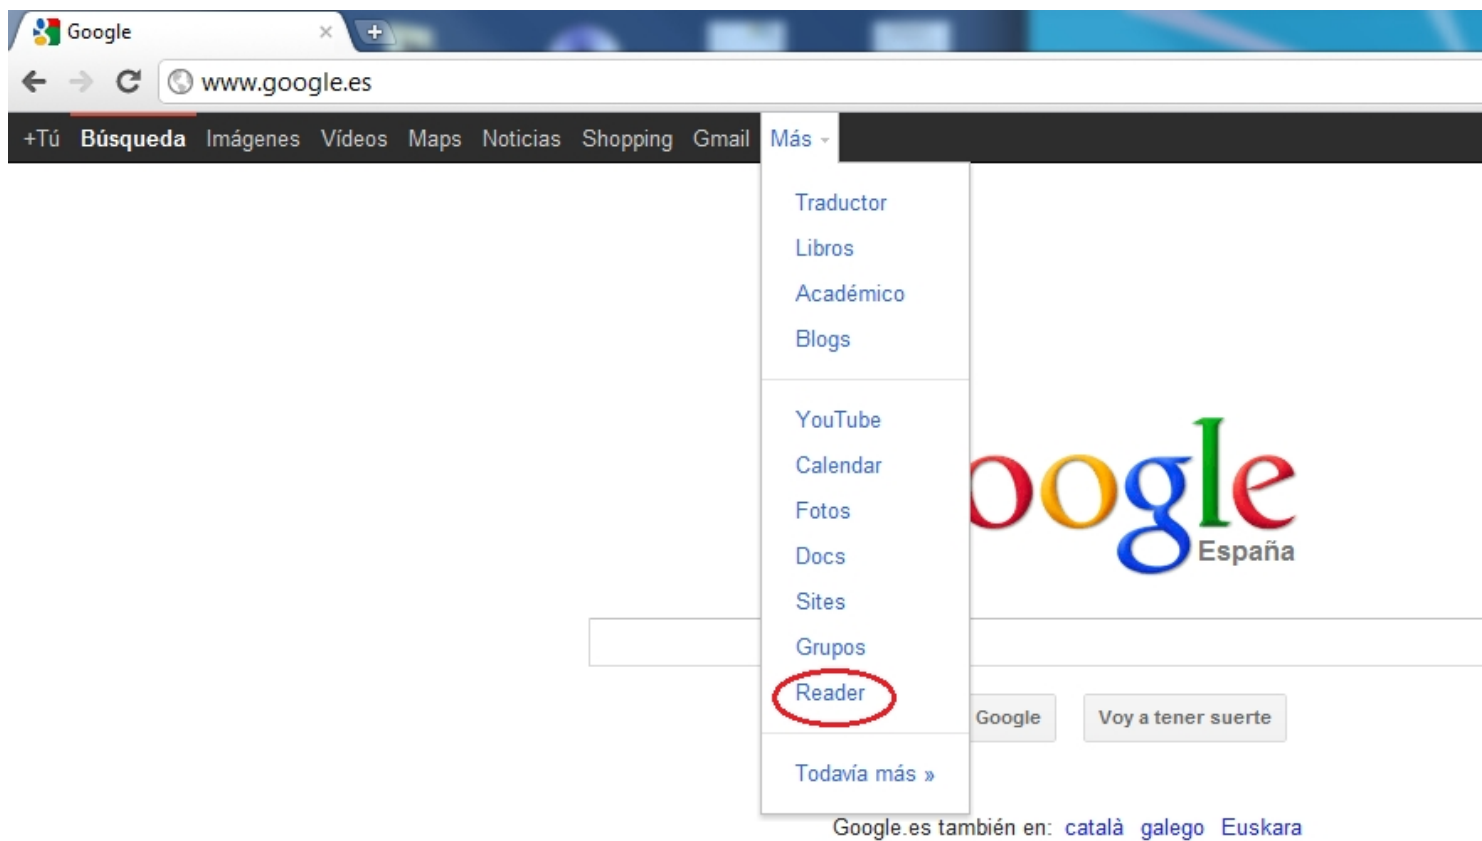 Google
www.google.es
+Tú Búsqueda Imágenes Vídeos Maps Noticias Shopping Gmail Más
Traductor
Libros
Académico
Blogs
YouTube
Calendar
Fotos
Docs
Sites
Grupos
Reader
Todavía más »
oogle
España
Google
Voy a tener suerte
Google.es también en: català galego Euskara